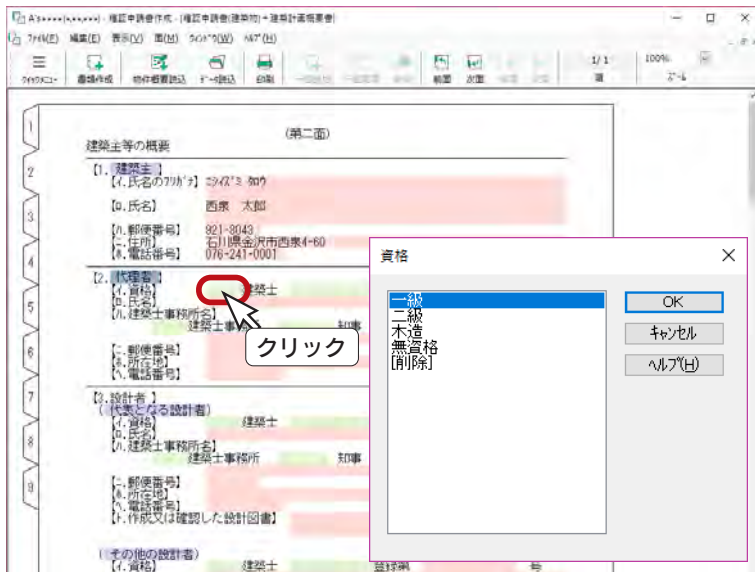 確認申請書作成 - [確認申請書(建築物)+建築計画概要書]
ﾌｧｲﾙ(F) 編集(E) 表示(V) 面(M) ｳｨﾝﾄﾞｳ(W) ﾍﾙﾌﾟ(H)
書類作成 物件概要読込 ﾃﾞｰﾀ読込 印刷 前面 次面 1/1 頁 100% ｽﾞｰﾑ
1
2
3
4
5
6
7
8
9
(第二面)
建築主等の概要
【1. 建築主 】
【ｲ.氏名のﾌﾘｶﾞﾅ】 ﾆｼｲｽﾞﾐ ﾀﾛｳ
【ﾛ.氏名】 西泉 太郎
【ﾊ.郵便番号】 921-8043
【ﾆ.住所】 石川県金沢市西泉4-60
【ﾎ.電話番号】 076-241-0001
【2. 代理者 】
【ｲ.資格】 建築士
【ﾛ.氏名】
【ﾊ.建築士事務所名】
建築士事務所 知事
【ﾆ.郵便番号】
【ﾎ.所在地】
【ﾍ.電話番号】
クリック
【3.設計者 】
(代表となる設計者)
【ｲ.資格】 建築士
【ﾛ.氏名】
【ﾊ.建築士事務所名】
建築士事務所 知事
【ﾆ.郵便番号】
【ﾎ.所在地】
【ﾍ.電話番号】
【ﾄ.作成又は確認した設計図書】
(その他の設計者)
【ｲ.資格】 建築士 登録第 号
資格
一級
二級
木造
無資格
[削除]
OK
ｷｬﾝｾﾙ
ﾍﾙﾌﾟ(H)